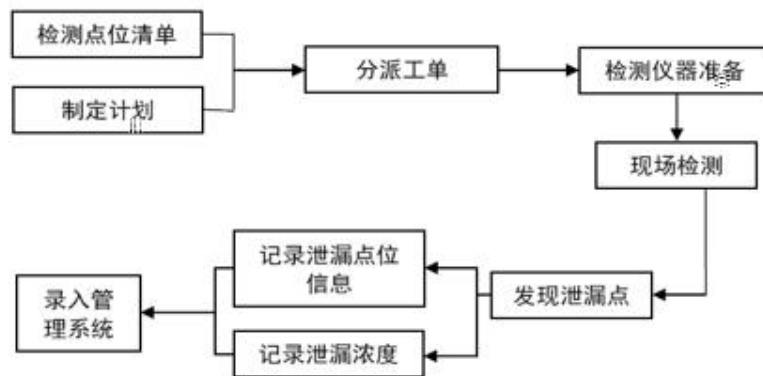 检测点位清单
制定计划
分派工单
检测仪器准备
现场检测
发现泄漏点
记录泄漏点位
信息
记录泄漏浓度
录入管
理系统